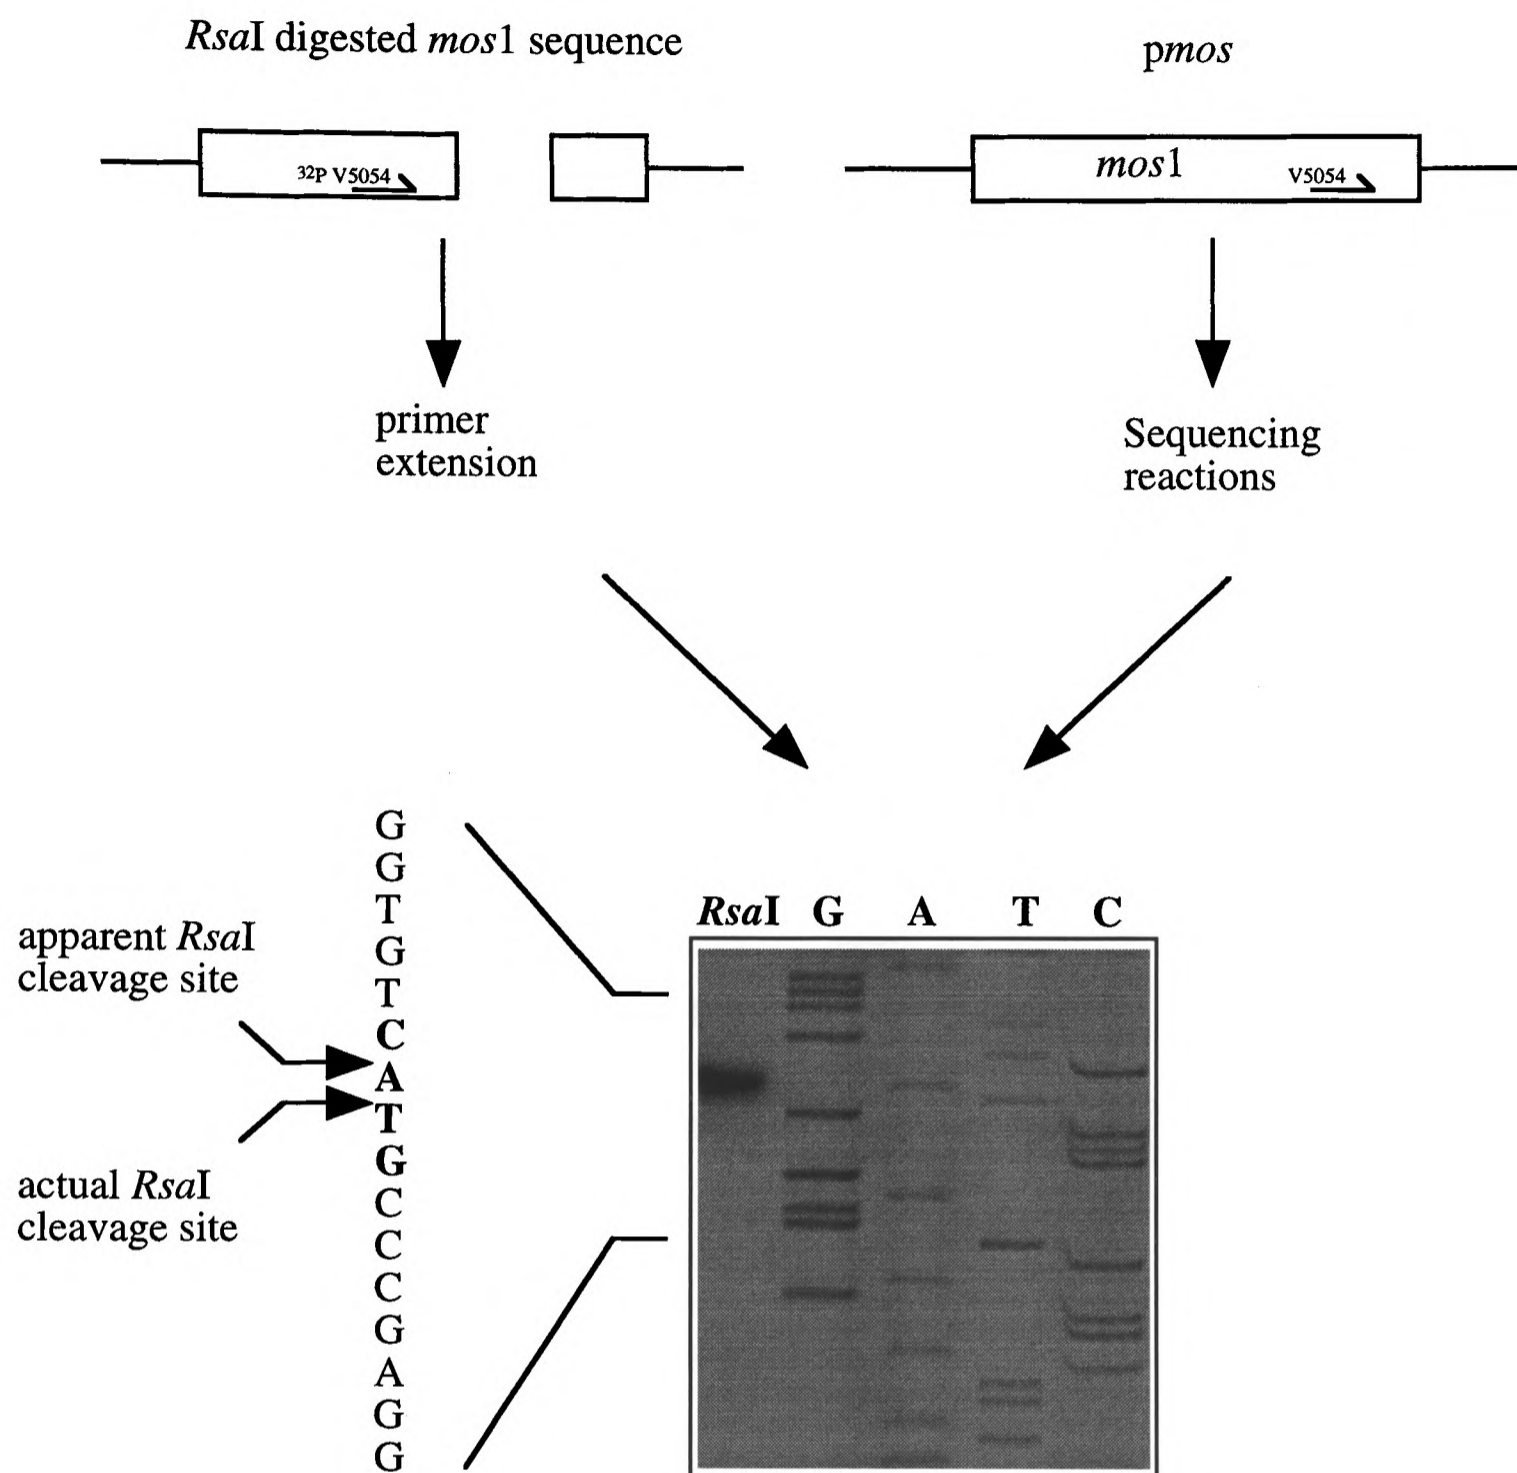 RsaI digested mos1 sequence
pmos
32P V5054
mos1
V5054
primer
extension
Sequencing
reactions
G
G
T
G
T
C
A
T
G
C
C
C
G
A
G
G
apparent RsaI
cleavage site
actual RsaI
cleavage site
RsaI G A T C